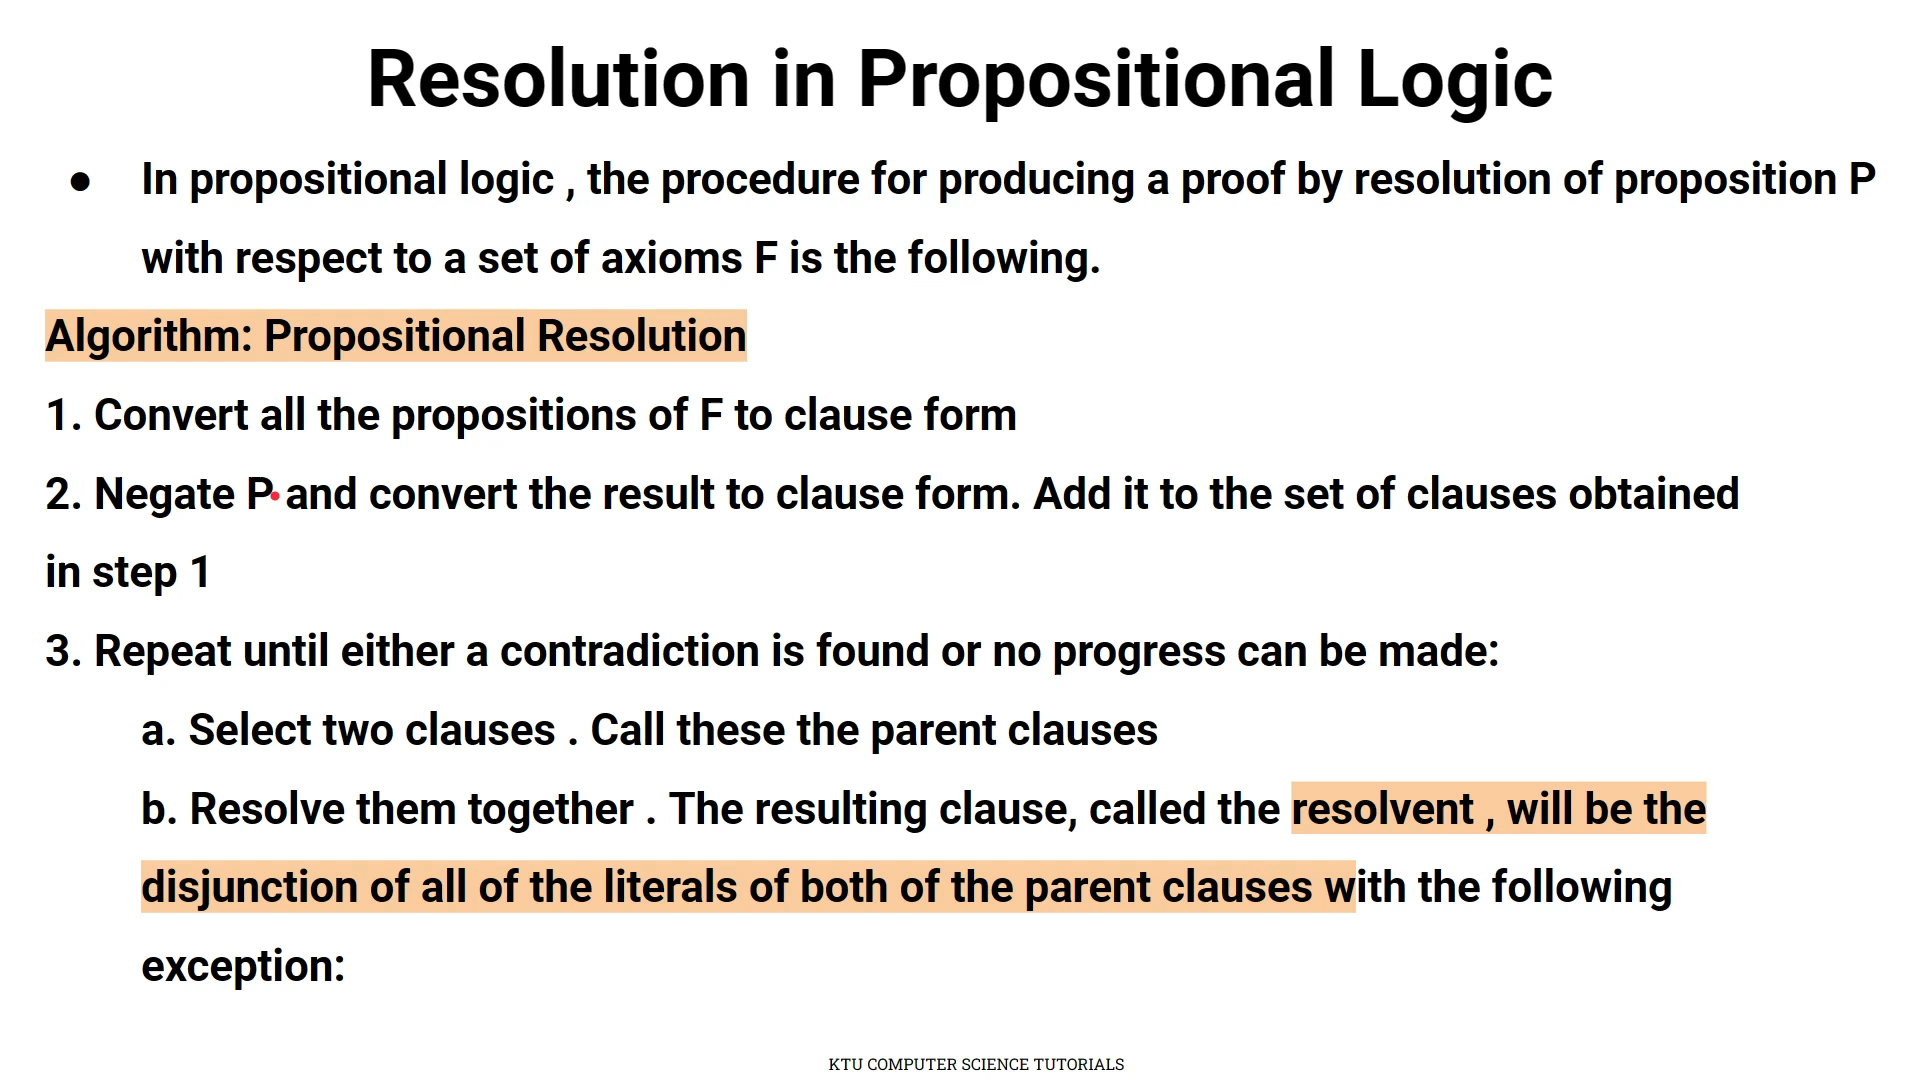 Resolution in Propositional Logic
● In propositional logic , the procedure for producing a proof by resolution of proposition P
with respect to a set of axioms F is the following.
Algorithm: Propositional Resolution
1. Convert all the propositions of F to clause form
2. Negate P and convert the result to clause form. Add it to the set of clauses obtained
in step 1
3. Repeat until either a contradiction is found or no progress can be made:
a. Select two clauses . Call these the parent clauses
b. Resolve them together . The resulting clause, called the resolvent , will be the
disjunction of all of the literals of both of the parent clauses with the following
exception:
KTU COMPUTER SCIENCE TUTORIALS